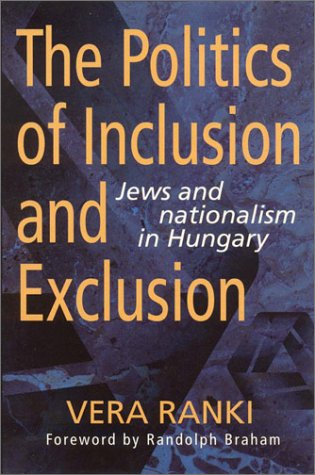 The Politics
of Inclusion
and
Jews and
nationalism
in Hungary
Exclusion
VERA RANKI
Foreword by Randolph Braham